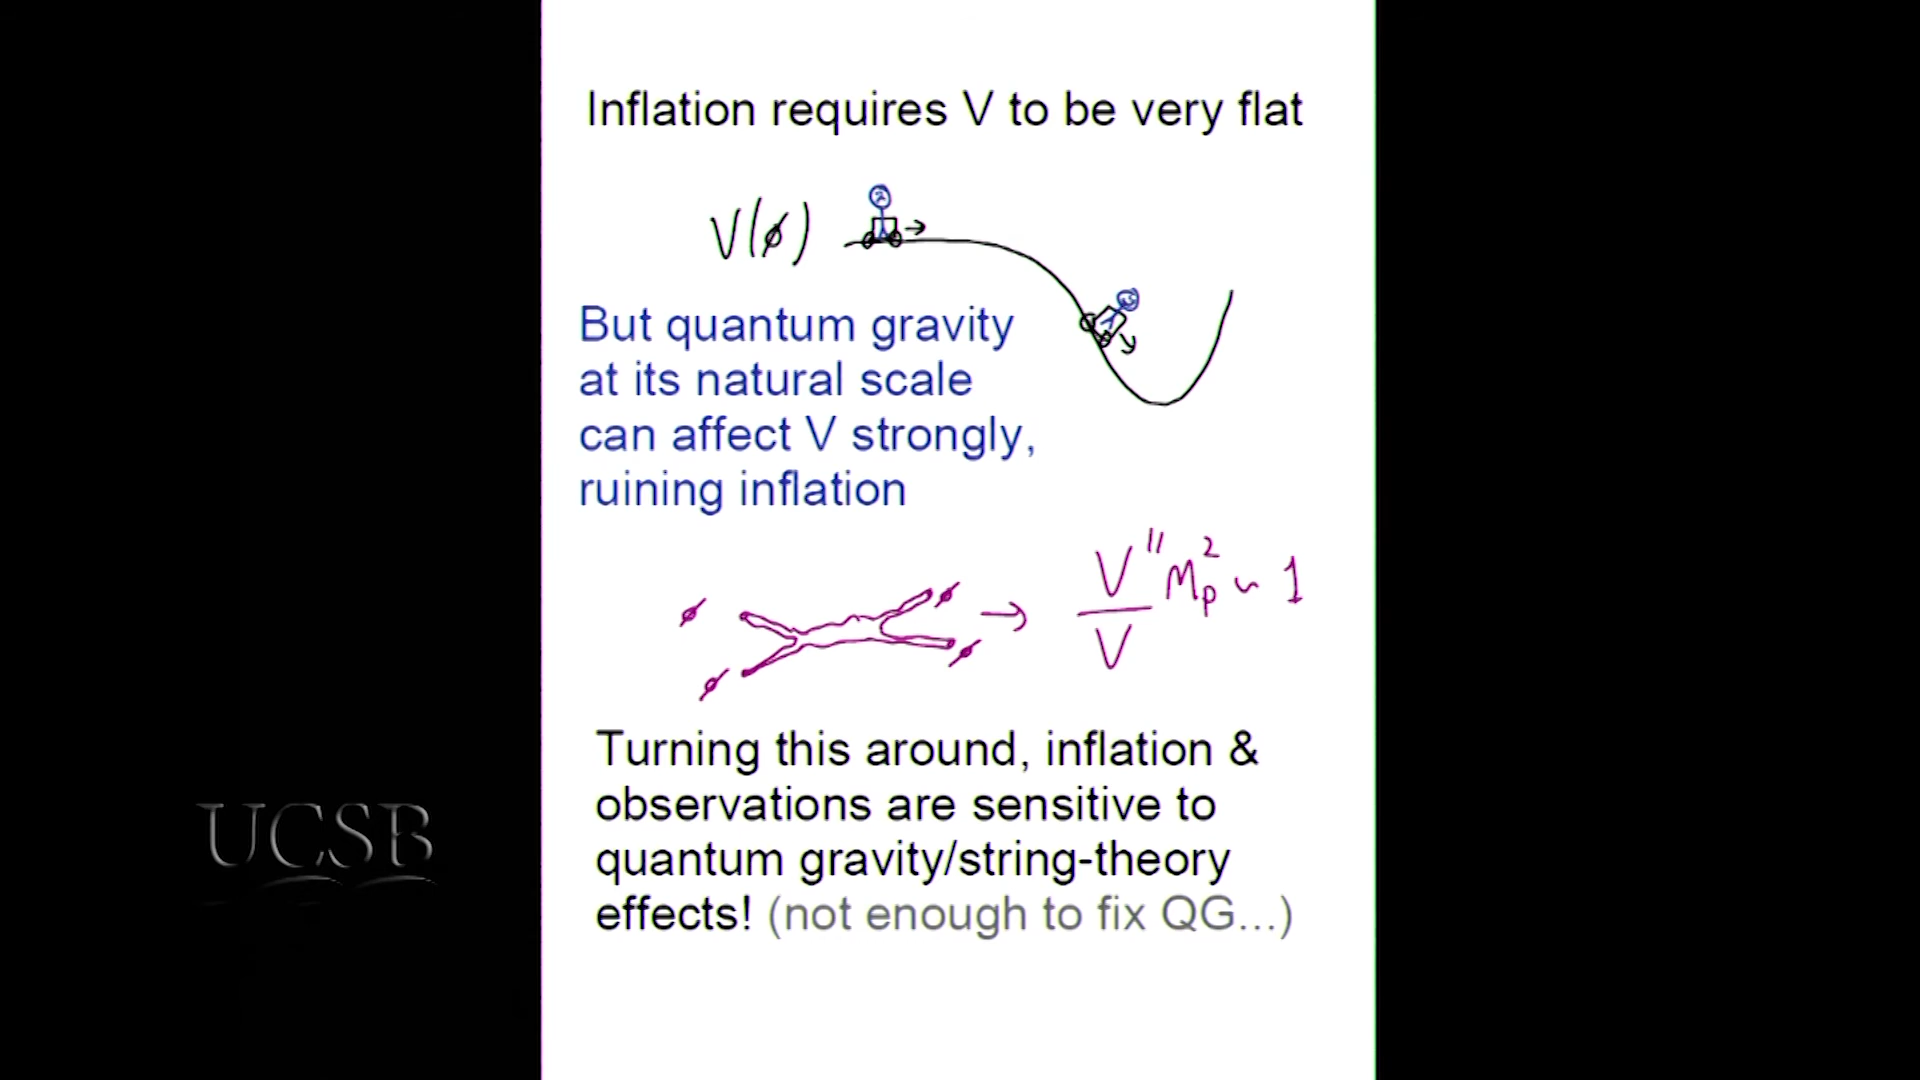 Inflation requires V to be very flat
V(ϕ)
But quantum gravity
at its natural scale
can affect V strongly,
ruining inflation
ϕ ϕ → V'' M_p^2 ~ 1
ϕ ϕ V
Turning this around, inflation &
observations are sensitive to
quantum gravity/string-theory
effects! (not enough to fix QG...)
UCSB